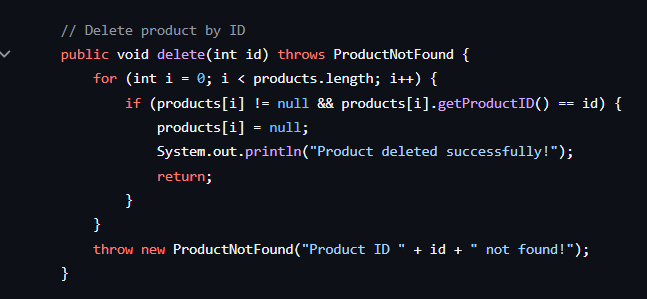 // Delete product by ID
public void delete(int id) throws ProductNotFound {
    for (int i = 0; i < products.length; i++) {
        if (products[i] != null && products[i].getProductID() == id) {
            products[i] = null;
            System.out.println("Product deleted successfully!");
            return;
        }
    }
    throw new ProductNotFound("Product ID " + id + " not found!");
}